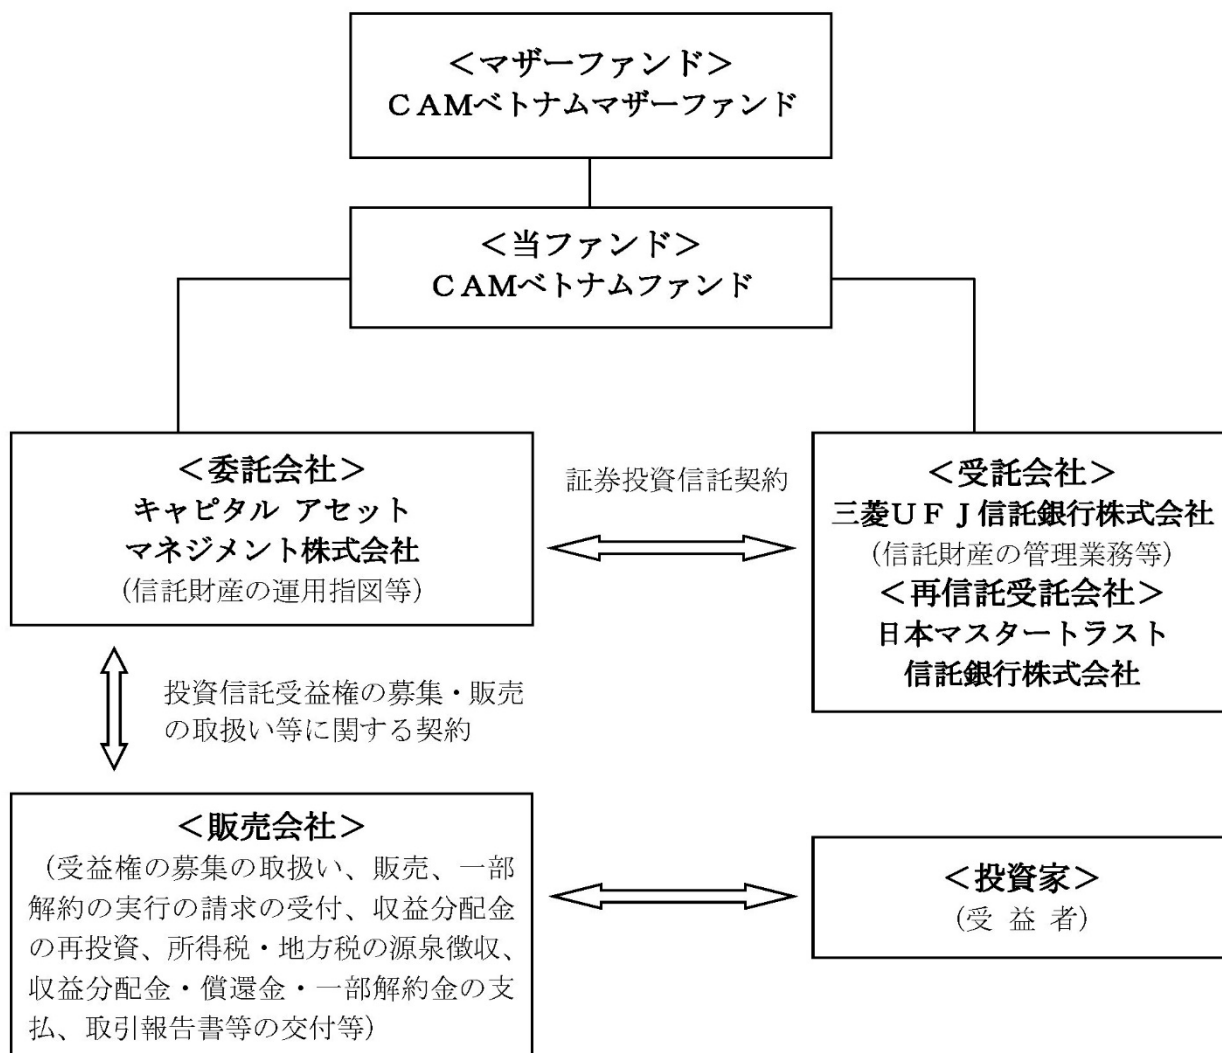 ＜マザーファンド＞
ＣＡＭベトナムマザーファンド
＜当ファンド＞
ＣＡＭベトナムファンド
＜委託会社＞
キャピタル アセット
マネジメント株式会社
(信託財産の運用指図等)
証券投資信託契約
＜受託会社＞
三菱ＵＦＪ信託銀行株式会社
(信託財産の管理業務等)
＜再信託受託会社＞
日本マスタートラスト
信託銀行株式会社
投資信託受益権の募集・販売
の取扱い等に関する契約
＜販売会社＞
(受益権の募集の取扱い、販売、一部
解約の実行の請求の受付、収益分配金
の再投資、所得税・地方税の源泉徴収、
収益分配金・償還金・一部解約金の支
払、取引報告書等の交付等)
＜投資家＞
(受 益 者)